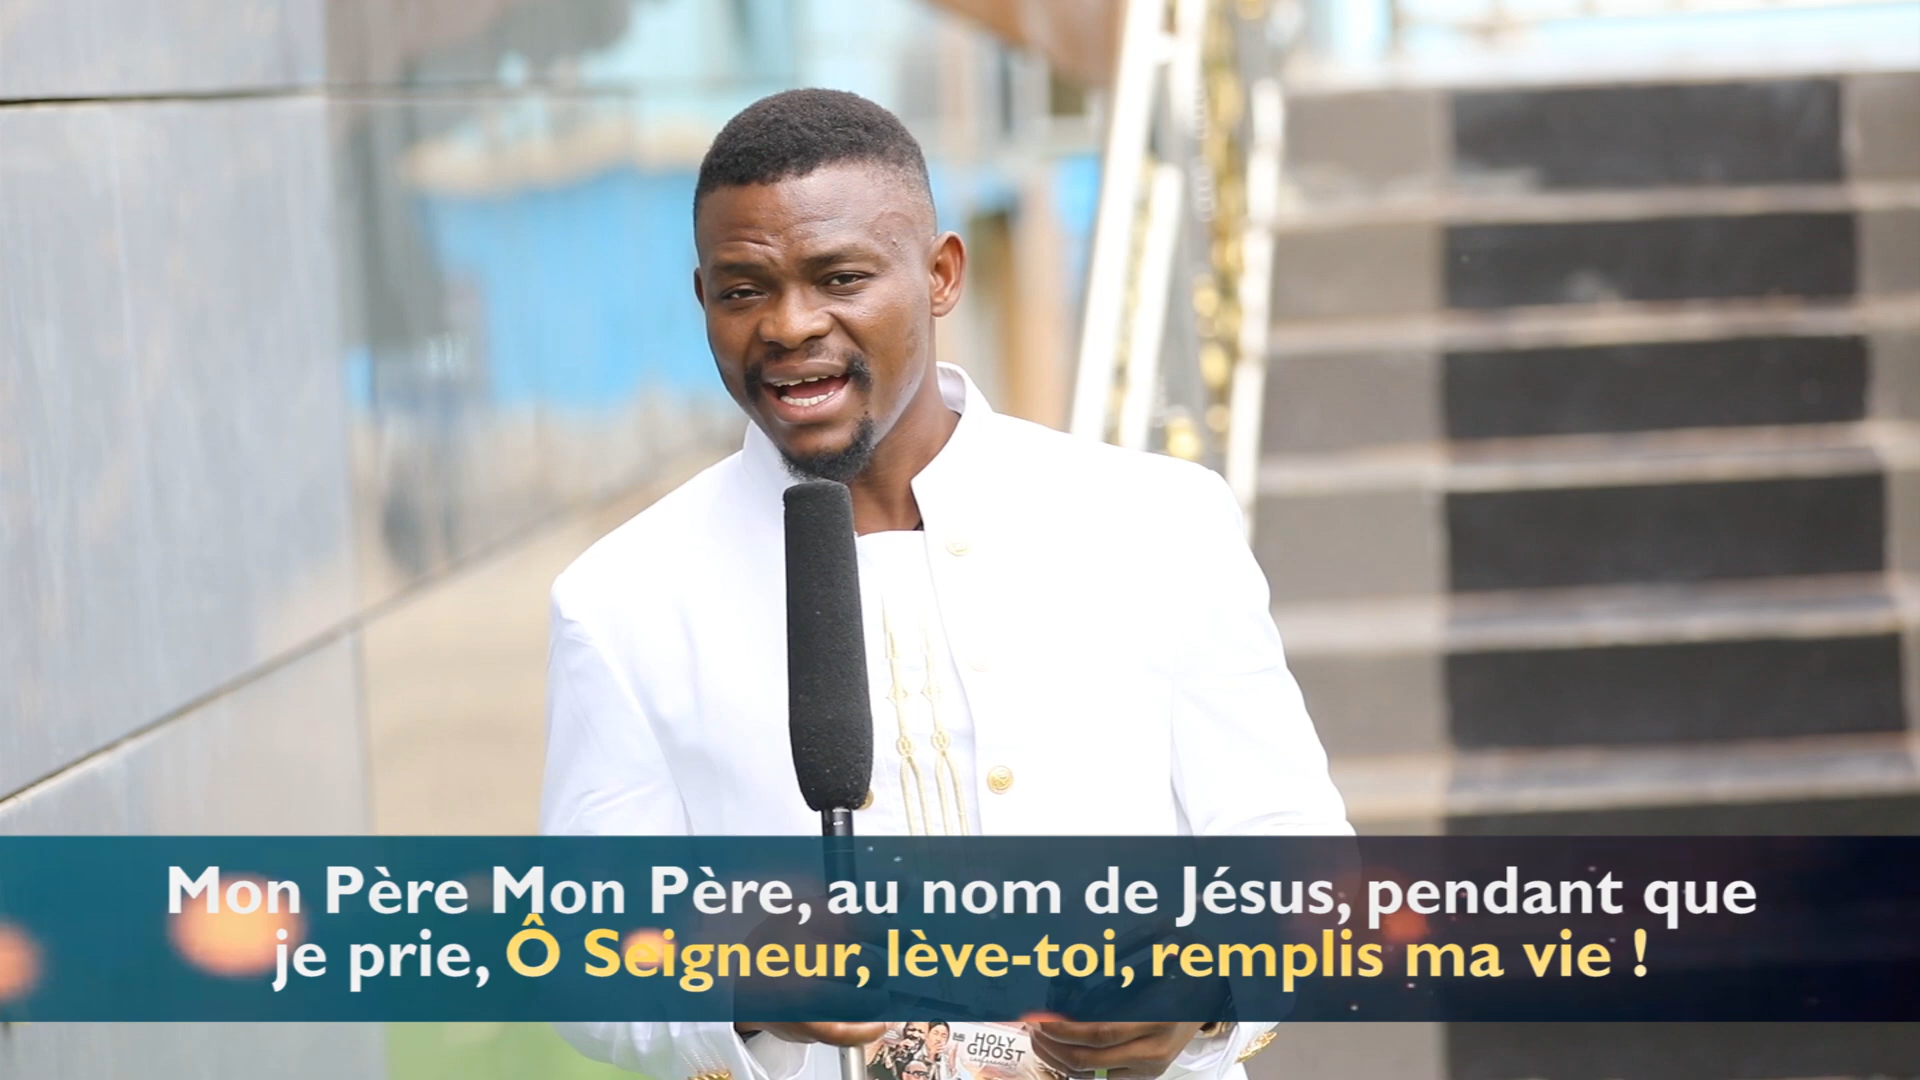 Mon Père Mon Père, au nom de Jésus, pendant que
je prie, Ô Seigneur, lève-toi, remplis ma vie !
HOLY
GHOST